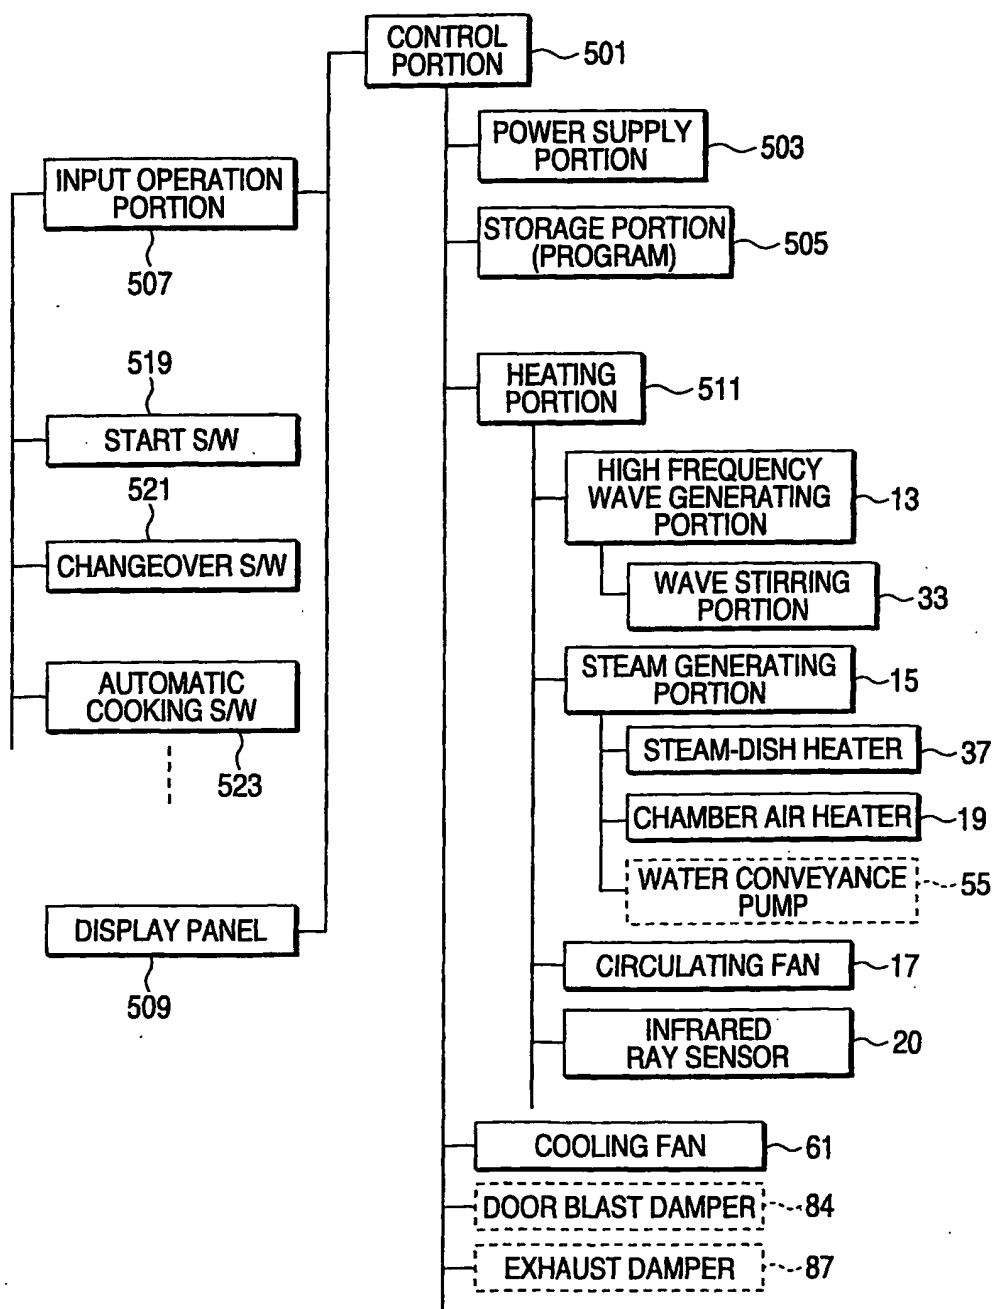 CONTROL
PORTION
501
POWER SUPPLY
PORTION
503
INPUT OPERATION
PORTION
507
STORAGE PORTION
(PROGRAM)
505
519
START S/W
521
CHANGEOVER S/W
AUTOMATIC
COOKING S/W
523
DISPLAY PANEL
509
HEATING
PORTION
511
HIGH FREQUENCY
WAVE GENERATING
PORTION
13
WAVE STIRRING
PORTION
33
STEAM GENERATING
PORTION
15
STEAM-DISH HEATER
37
CHAMBER AIR HEATER
19
WATER CONVEYANCE
PUMP
55
CIRCULATING FAN
17
INFRARED
RAY SENSOR
20
COOLING FAN
61
DOOR BLAST DAMPER
84
EXHAUST DAMPER
87